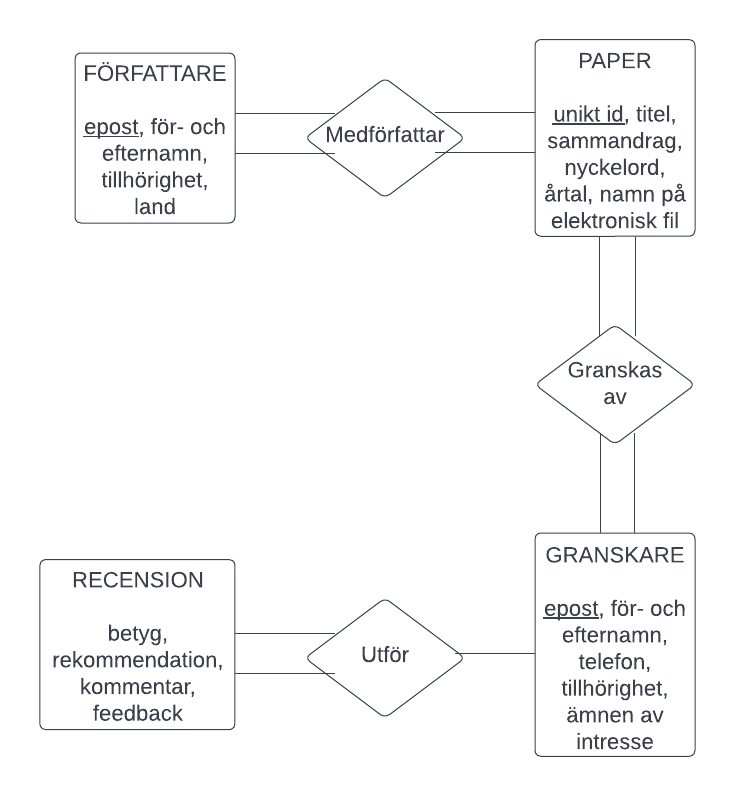 FÖRFATTARE
epost, för- och
efternamn,
tillhörighet,
land
Medförfattar
PAPER
unikt id, titel,
sammandrag,
nyckelord,
årtal, namn på
elektronisk fil
Granskas
av
RECENSION
betyg,
rekommendation,
kommentar,
feedback
Utför
GRANSKARE
epost, för- och
efternamn,
telefon,
tillhörighet,
ämnen av
intresse